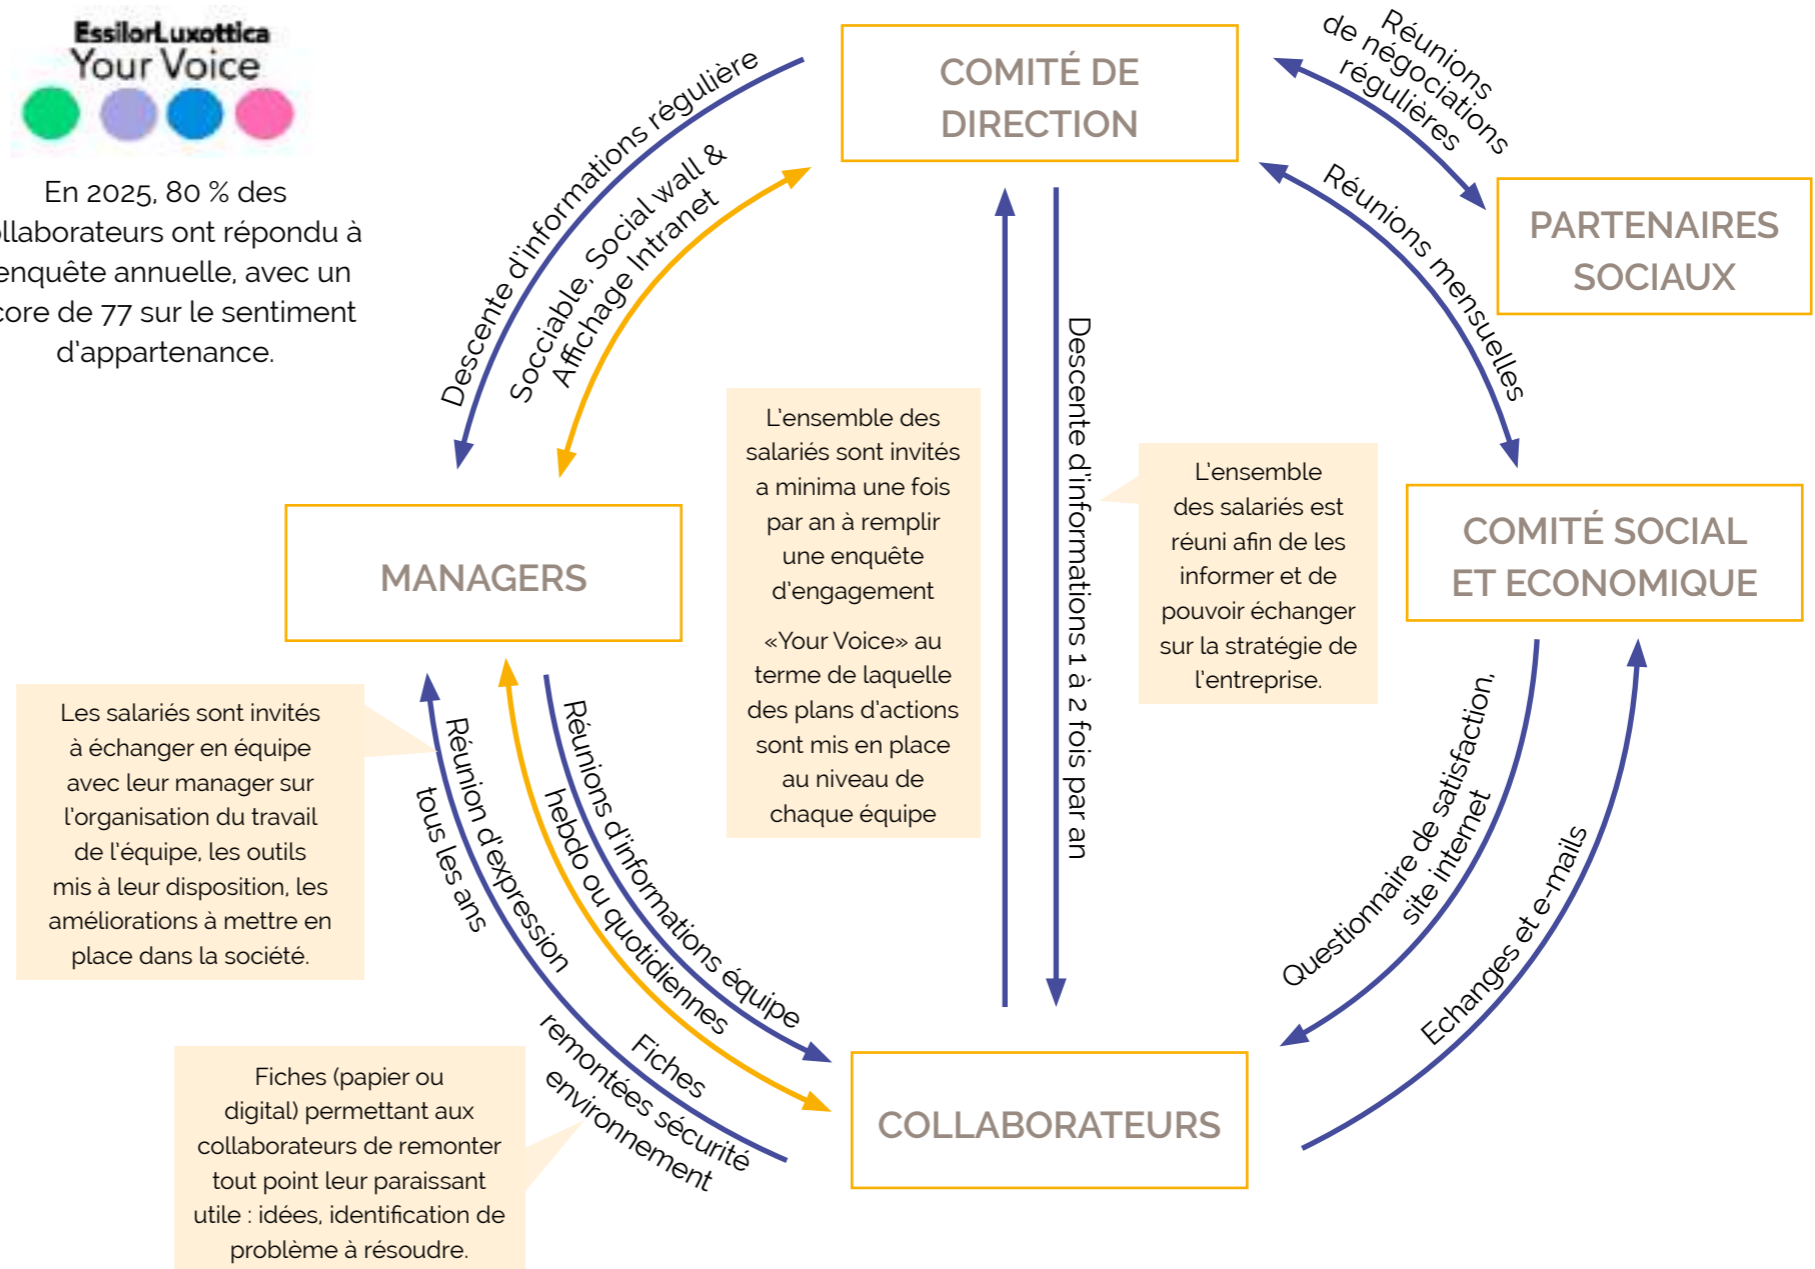 EssilorLuxottica
Your Voice
En 2025, 80 % des
ollaborateurs ont répondu à
enquête annuelle, avec un
core de 77 sur le sentiment
d'appartenance.
COMITÉ DE
DIRECTION
Réunions
de négociations
régulières
PARTENAIRES
SOCIAUX
Réunions mensuelles
Descente d'informations régulière
Socciable, Social wall &
Affichage Intranet
MANAGERS
L'ensemble des
salariés sont invités
a minima une fois
par an à remplir
une enquête
d'engagement
«Your Voice» au
terme de laquelle
des plans d'actions
sont mis en place
au niveau de
chaque équipe
Descente d'informations 1 à 2 fois par an
L'ensemble
des salariés est
réuni afin de les
informer et de
pouvoir échanger
sur la stratégie de
l'entreprise.
COMITÉ SOCIAL
ET ECONOMIQUE
Les salariés sont invités
à échanger en équipe
avec leur manager sur
l'organisation du travail
de l'équipe, les outils
mis à leur disposition, les
améliorations à mettre en
place dans la société.
Réunion d'expression
tous les ans
Réunions d'informations équipe
hebdo ou quotidiennes
Fiches
remontées sécurité
environnement
Fiches (papier ou
digital) permettant aux
collaborateurs de remonter
tout point leur paraissant
utile : idées, identification de
problème à résoudre.
Questionnaire de satisfaction,
site internet
Echanges et e-mails
COLLABORATEURS